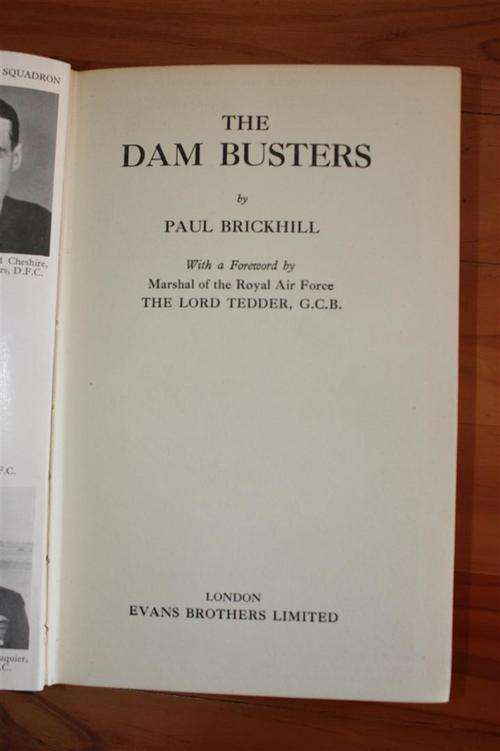 SQUADRON
Cheshire,
D.F.C.
F.C.
THE
DAM BUSTERS
by
PAUL BRICKHILL
With a Foreword by
Marshal of the Royal Air Force
THE LORD TEDDER, G.C.B.
LONDON
EVANS BROTHERS LIMITED